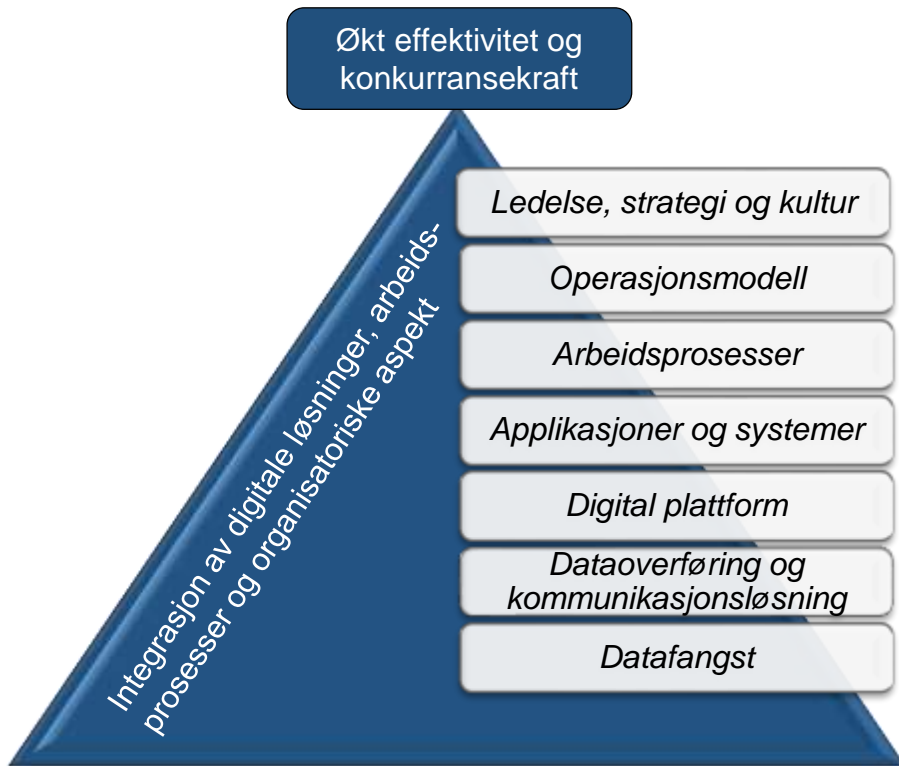 Økt effektivitet og
konkurransekraft
Integrasjon av digitale løsninger, arbeids-
prosesser og organisatoriske aspekt
Ledelse, strategi og kultur
Operasjonsmodell
Arbeidsprosesser
Applikasjoner og systemer
Digital plattform
Dataoverføring og
kommunikasjonsløsning
Datafangst